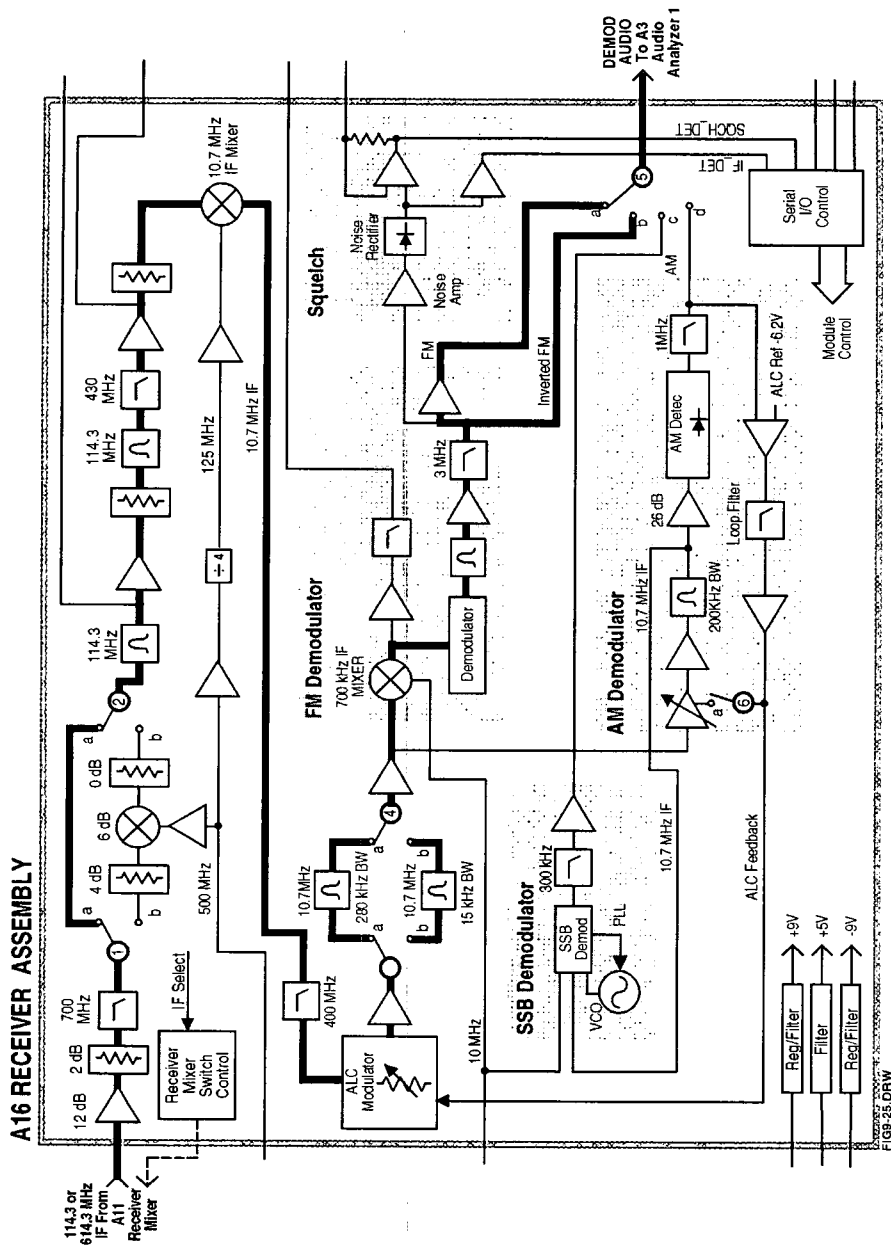 A16 RECEIVER ASSEMBLY
114.3 or
614.3 MHz
IF From
A11
Receiver
Mixer
12 dB
2 dB
700
MHz
1
Receiver
Mixer
Switch
Control
IF Select
a
b
4 dB
6 dB
0 dB
500 MHz
a
b
2
114.3
MHz
÷ 4
125 MHz
114.3
MHz
430
MHz
10.7 MHz
IF Mixer
10.7 MHz IF
400 MHz
ALC
Modulator
a
b
10.7MHz
280 kHz BW
10.7 MHz
15 kHz BW
a
b
4
10 MHz
FM Demodulator
700 kHz IF
MIXER
Demodulator
3 MHz
FM
Inverted FM
Squelch
Noise
Amp
Noise
Rectifier
a
b
c
d
5
DEMOD
AUDIO
To A3
Audio
Analyzer 1
SQCH_DET
IF_DET
SSB Demodulator
SSB
Demod
VCO
PLL
300 kHz
10.7 MHz IF
AM Demodulator
a
6
10.7 MHz IF
200KHz BW
26 dB
AM Detec
1MHz
AM
ALC Ref -6.2V
Loop.Filter
ALC Feedback
Serial
I/O
Control
Module
Control
Reg/Filter
+9V
Filter
+5V
Reg/Filter
-9V
FIG9-25.DRW